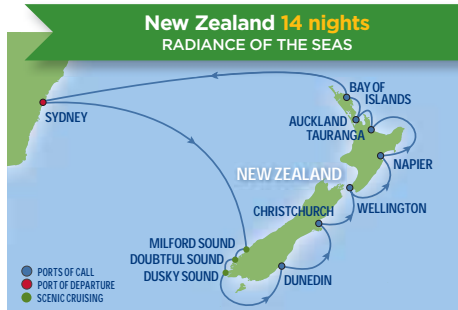 New Zealand 14 nights
RADIANCE OF THE SEAS
BAY OF
ISLANDS
SYDNEY
AUCKLAND
TAURANGA
NAPIER
NEW ZEALAND
CHRISTCHURCH
WELLINGTON
MILFORD SOUND
DOUBTFUL SOUND
DUSKY SOUND
DUNEDIN
PORTS OF CALL
PORT OF DEPARTURE
SCENIC CRUISING